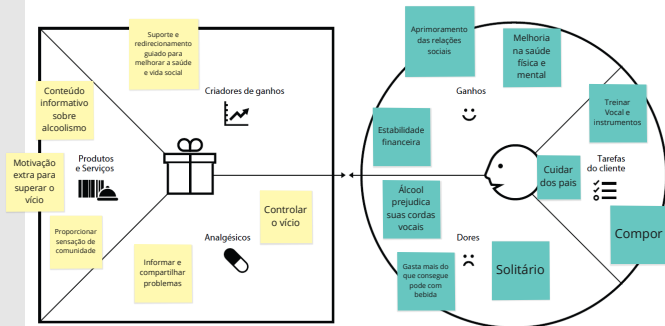 Suporte e
redirecionamento
guiado para
melhorar a saúde
e vida social
Criadores de ganhos
Conteúdo
informativo
sobre
alcoolismo
Motivação
extra para
superar o
vício
Produtos
e Serviços
Proporcionar
sensação de
comunidade
Informar e
compartilhar
problemas
Analgésicos
Controlar
o vício
Aprimoramento
das relações
sociais
Melhoria
na saúde
física e
mental
Ganhos
Estabilidade
financeira
Treinar
Vocal e
instrumentos
Cuidar
dos pais
Tarefas
do cliente
Álcool
prejudica
suas cordas
vocais
Compor
Dores
Gasta mais do
que consegue
pode com
bebida
Solitário